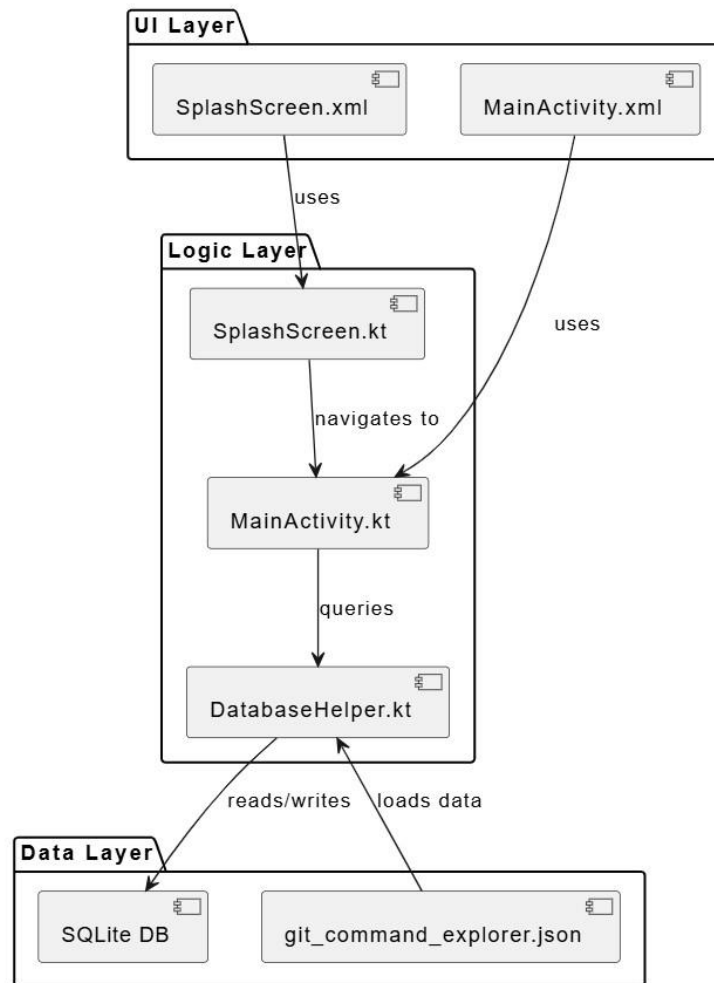 UI Layer
SplashScreen.xml
MainActivity.xml
uses
Logic Layer
SplashScreen.kt
uses
navigates to
MainActivity.kt
queries
DatabaseHelper.kt
reads/writes
loads data
Data Layer
SQLite DB
git_command_explorer.json